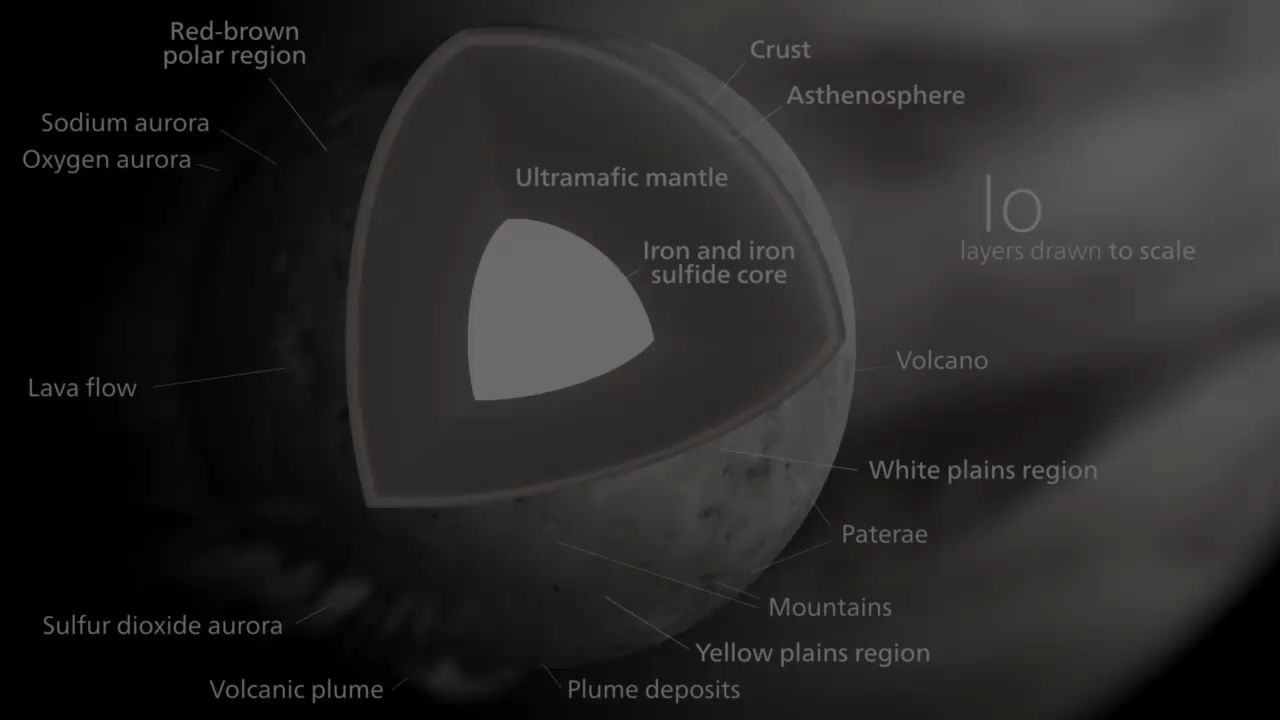 Red-brown
polar region
Crust
Asthenosphere
Sodium aurora
Oxygen aurora
Ultramafic mantle
Io
layers drawn to scale
Iron and iron
sulfide core
Volcano
Lava flow
White plains region
Paterae
Mountains
Sulfur dioxide aurora
Yellow plains region
Volcanic plume
Plume deposits